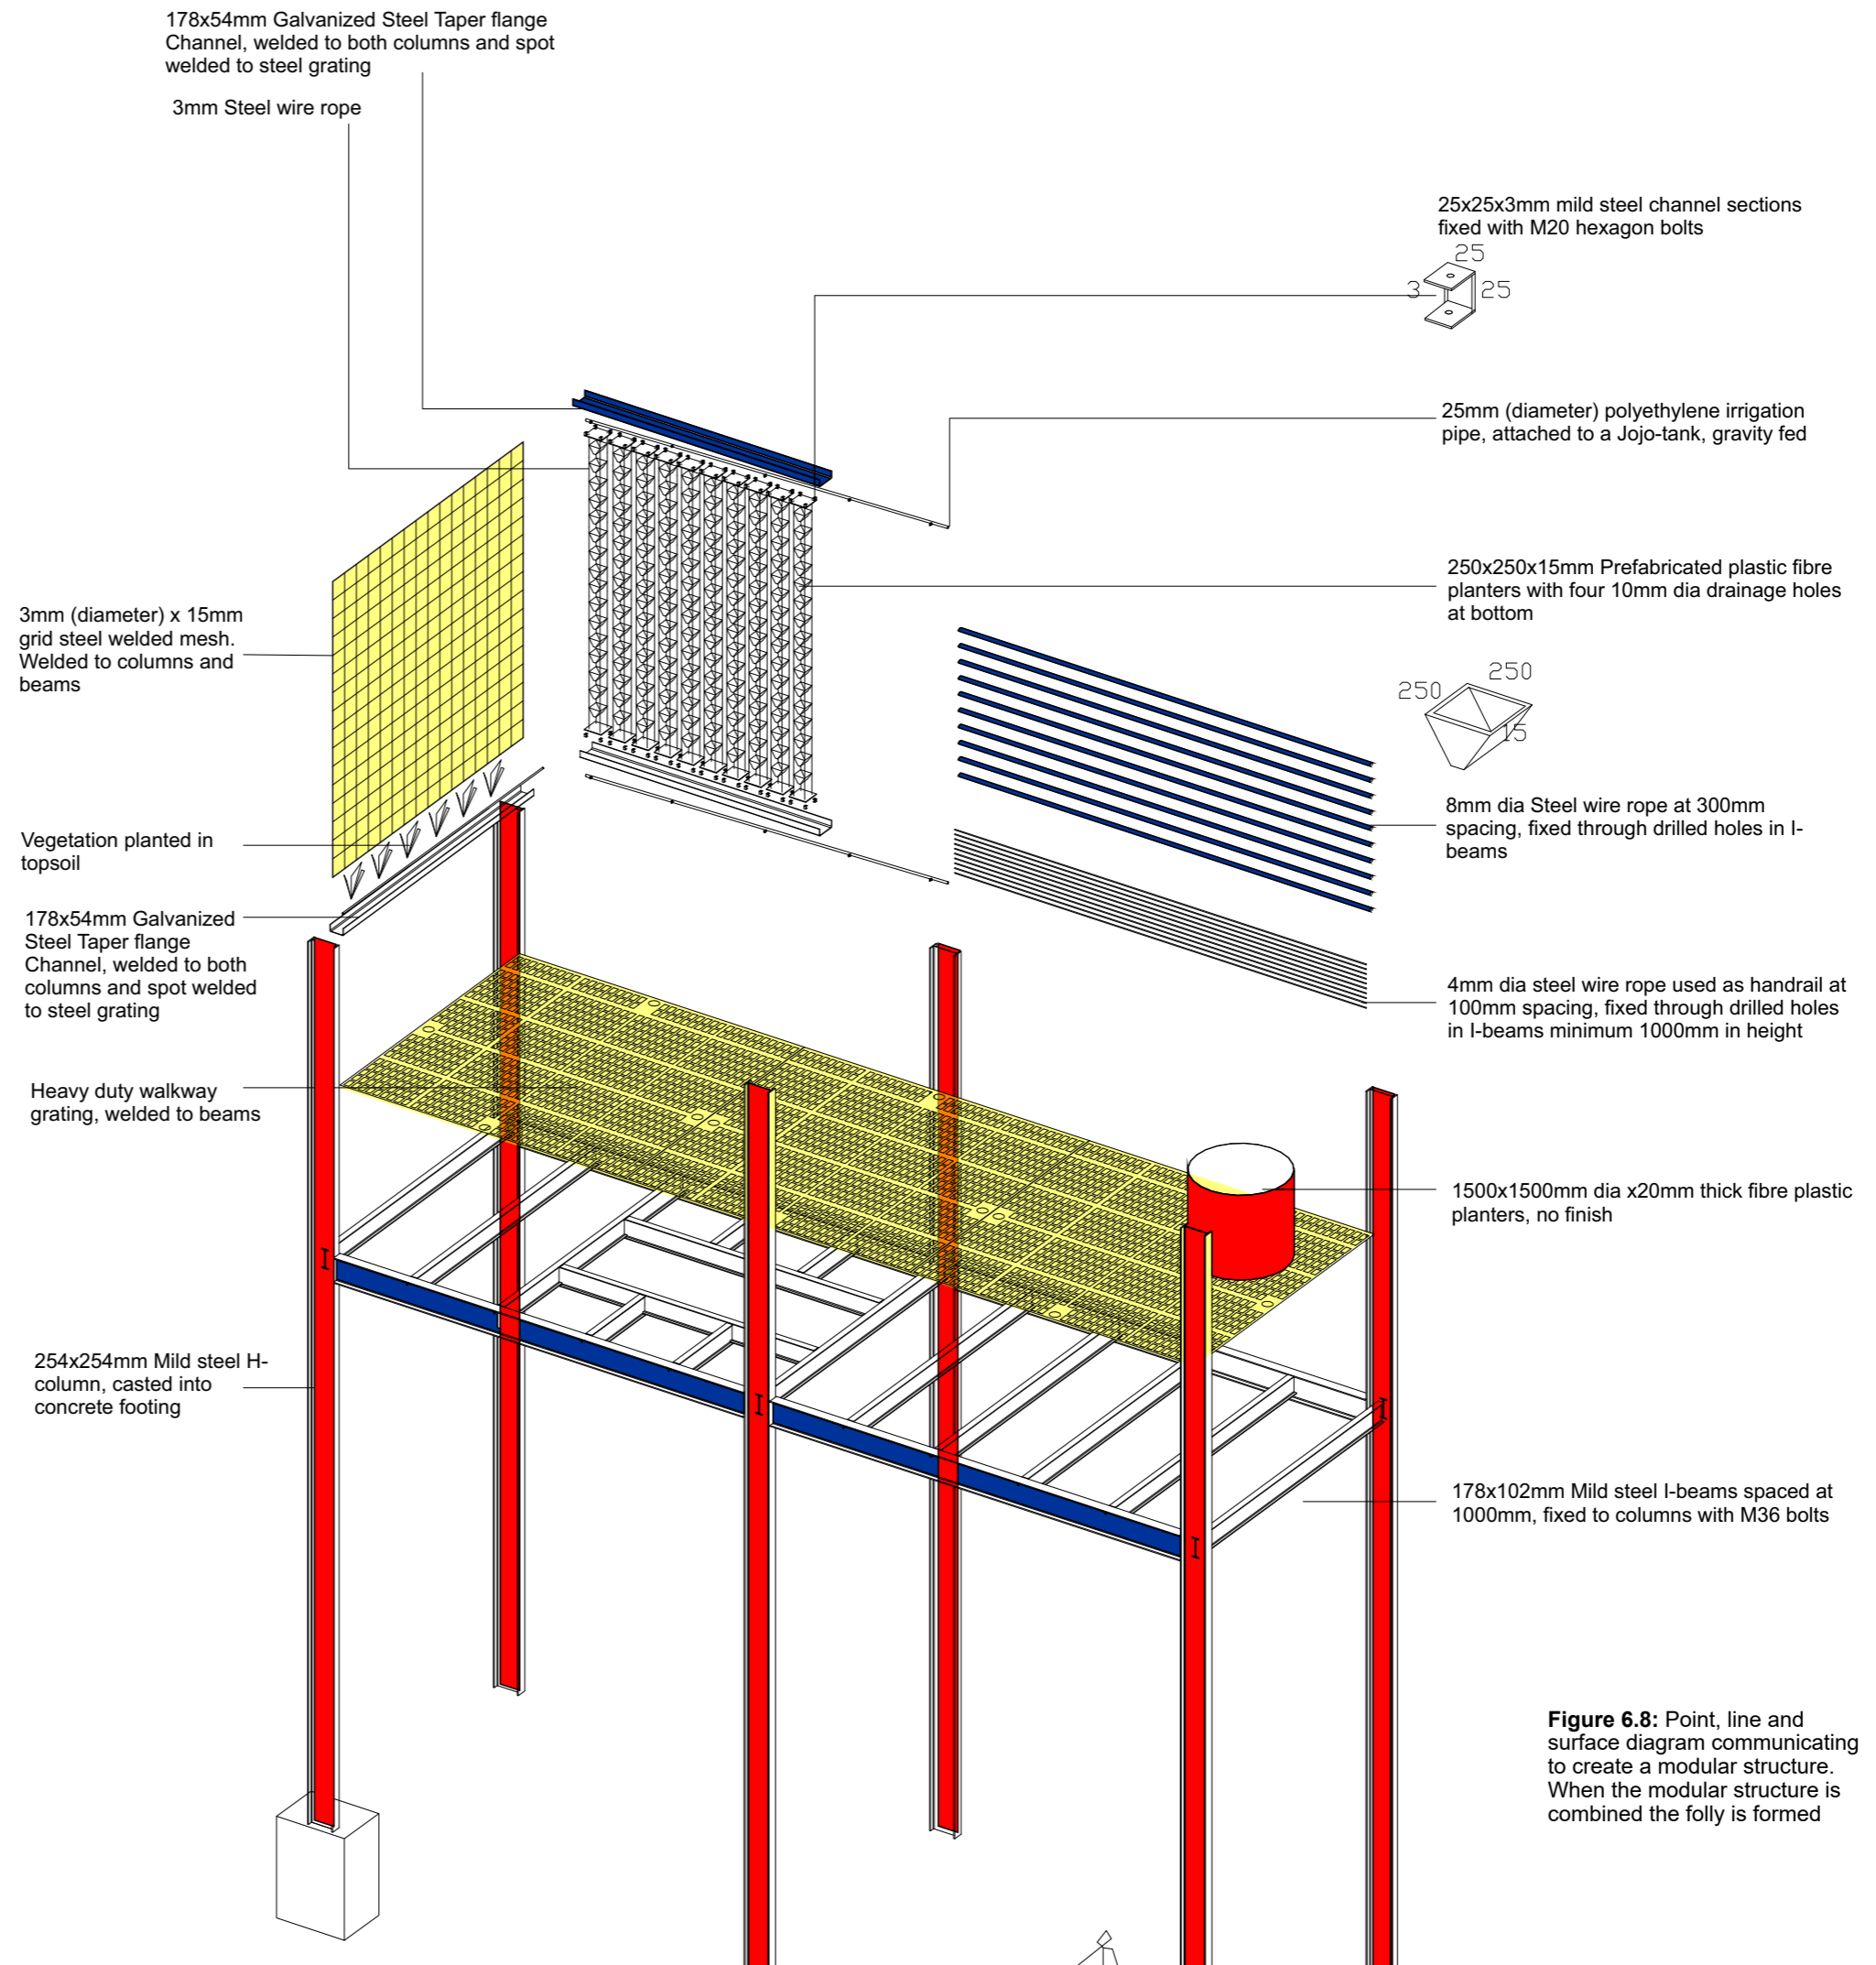 178x54mm Galvanized Steel Taper flange
Channel, welded to both columns and spot
welded to steel grating
3mm Steel wire rope
25x25x3mm mild steel channel sections
fixed with M20 hexagon bolts
25
3
25
25mm (diameter) polyethylene irrigation
pipe, attached to a Jojo-tank, gravity fed
250x250x15mm Prefabricated plastic fibre
planters with four 10mm dia drainage holes
at bottom
3mm (diameter) x 15mm
grid steel welded mesh.
Welded to columns and
beams
250
250
15
8mm dia Steel wire rope at 300mm
spacing, fixed through drilled holes in I-
beams
Vegetation planted in
topsoil
178x54mm Galvanized
Steel Taper flange
Channel, welded to both
columns and spot welded
to steel grating
4mm dia steel wire rope used as handrail at
100mm spacing, fixed through drilled holes
in I-beams minimum 1000mm in height
Heavy duty walkway
grating, welded to beams
1500x1500mm dia x20mm thick fibre plastic
planters, no finish
254x254mm Mild steel H-
column, casted into
concrete footing
178x102mm Mild steel I-beams spaced at
1000mm, fixed to columns with M36 bolts
Figure 6.8: Point, line and
surface diagram communicating
to create a modular structure.
When the modular structure is
combined the folly is formed